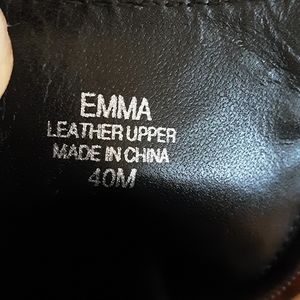 EMMA
LEATHER UPPER
MADE IN CHINA
40M